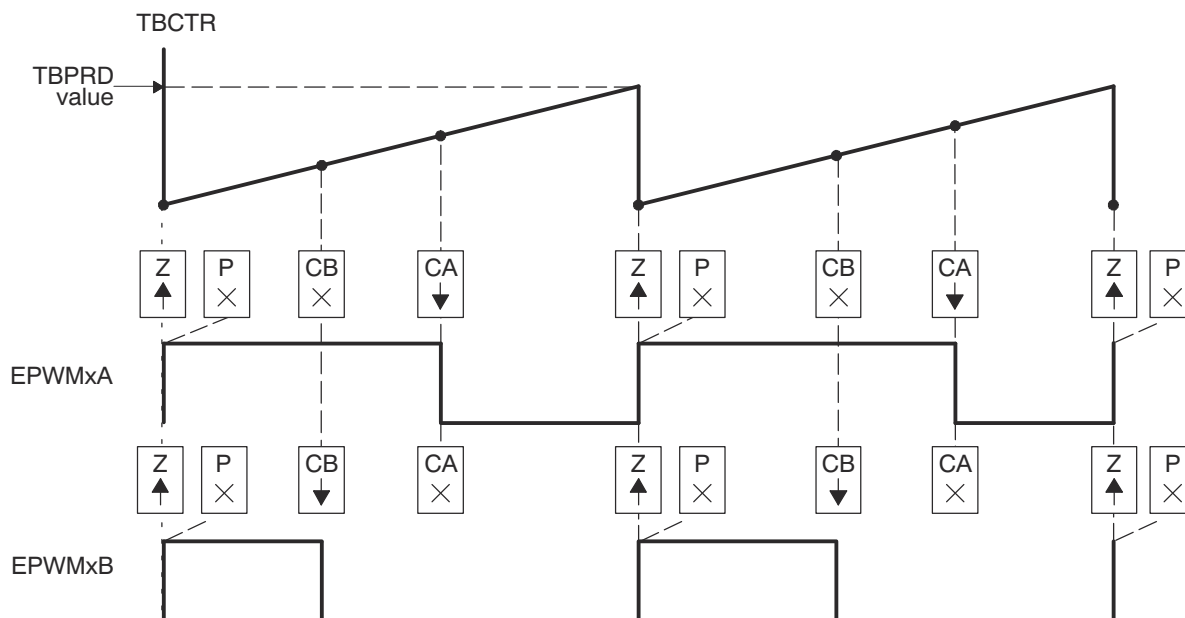 TBCTR
TBPRD
value
Z P CB CA Z P CB CA Z P
EPWMxA
Z P CB CA Z P CB CA Z P
EPWMxB